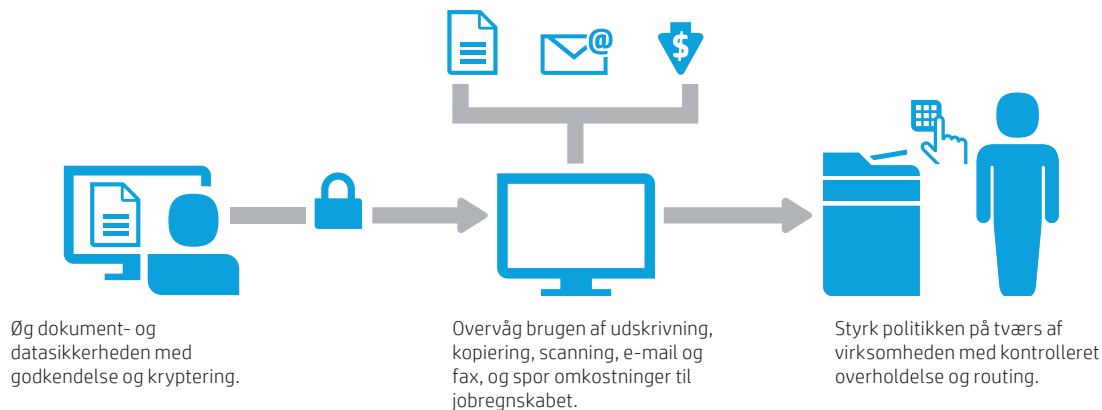 @
$
Øg dokument- og
datasikkerheden med
godkendelse og kryptering.
Overvåg brugen af udskrivning,
kopiering, scanning, e-mail og
fax, og spor omkostninger til
jobregnskabet.
Styrk politikken på tværs af
virksomheden med kontrolleret
overholdelse og routing.